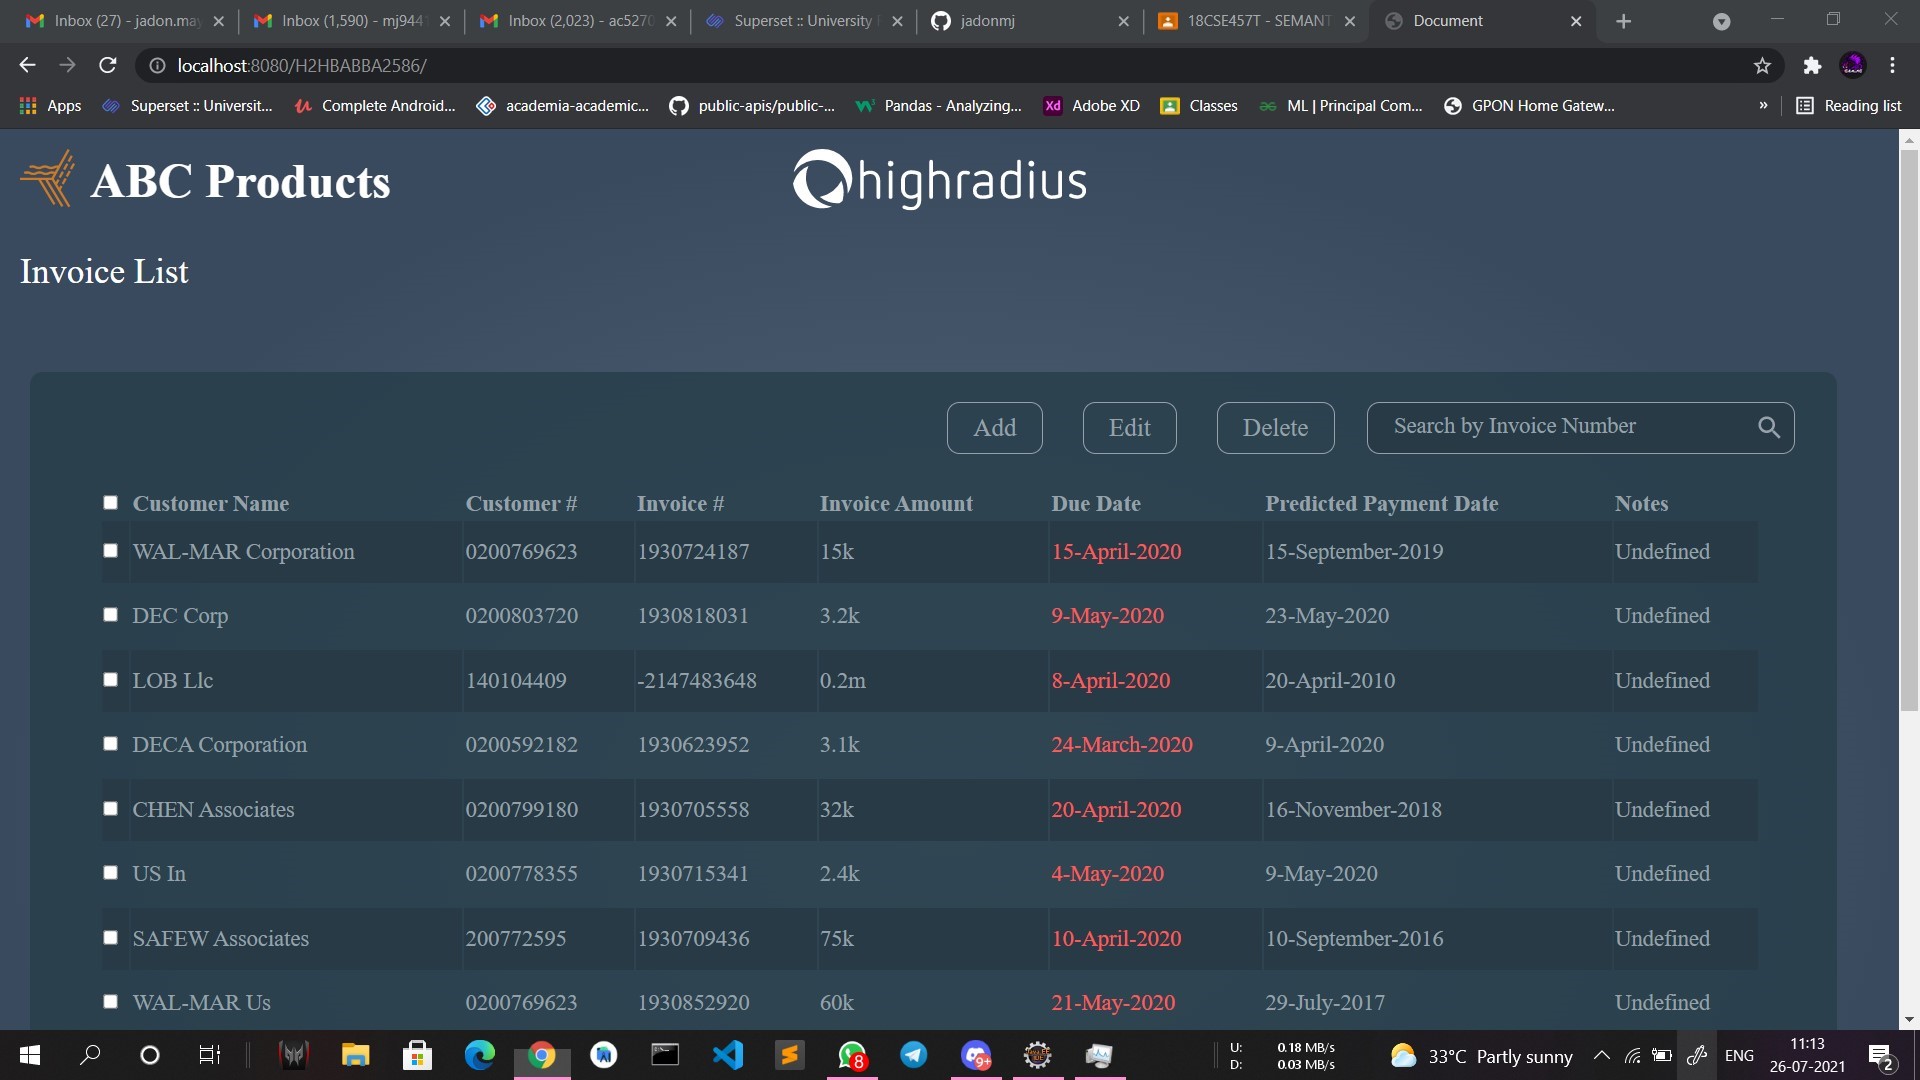 Inbox (27) - jadon.may
Inbox (1,590) - mj944
Inbox (2,023) - ac5270
Superset :: University
jadonmj
18CSE457T - SEMANT
Document
localhost:8080/H2HBABBA2586/
Apps
Superset :: Universit...
Complete Android...
academia-academic...
public-apis/public-...
Pandas - Analyzing...
Xd Adobe XD
Classes
ML | Principal Com...
GPON Home Gatew...
»
Reading list
ABC Products
highradius
Invoice List
Add Edit Delete Search by Invoice Number
Customer Name Customer # Invoice # Invoice Amount Due Date Predicted Payment Date Notes
WAL-MAR Corporation 0200769623 1930724187 15k 15-April-2020 15-September-2019 Undefined
DEC Corp 0200803720 1930818031 3.2k 9-May-2020 23-May-2020 Undefined
LOB Llc 140104409 -2147483648 0.2m 8-April-2020 20-April-2010 Undefined
DECA Corporation 0200592182 1930623952 3.1k 24-March-2020 9-April-2020 Undefined
CHEN Associates 0200799180 1930705558 32k 20-April-2020 16-November-2018 Undefined
US In 0200778355 1930715341 2.4k 4-May-2020 9-May-2020 Undefined
SAFEW Associates 200772595 1930709436 75k 10-April-2020 10-September-2016 Undefined
WAL-MAR Us 0200769623 1930852920 60k 21-May-2020 29-July-2017 Undefined
8
9+
U: 0.18 MB/s
D: 0.03 MB/s
33°C Partly sunny
ENG
11:13
26-07-2021
2